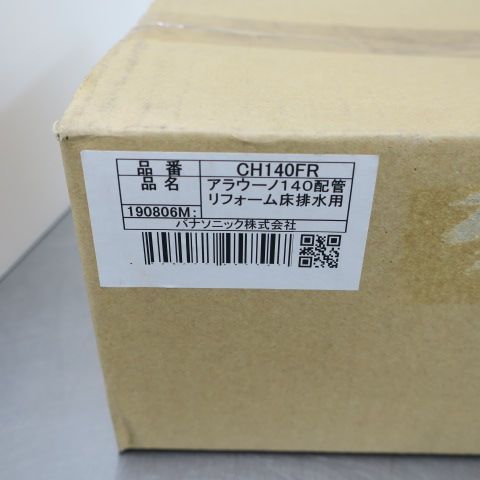 品番 CH140FR
品名 アラウーノ140配管
リフォーム床排水用
190806M:
パナソニック株式会社